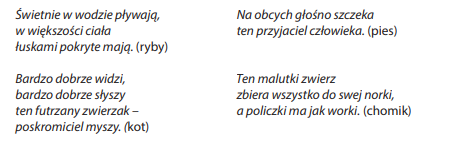 Świetnie w wodzie pływają,
w większości ciała
łuskami pokryte mają. (ryby)
Na obcych głośno szczeka
ten przyjaciel człowieka. (pies)
Bardzo dobrze widzi,
bardzo dobrze słyszy
ten futrzany zwierzak –
poskromiciel myszy. (kot)
Ten malutki zwierz
zbiera wszystko do swej norki,
a policzki ma jak worki. (chomik)